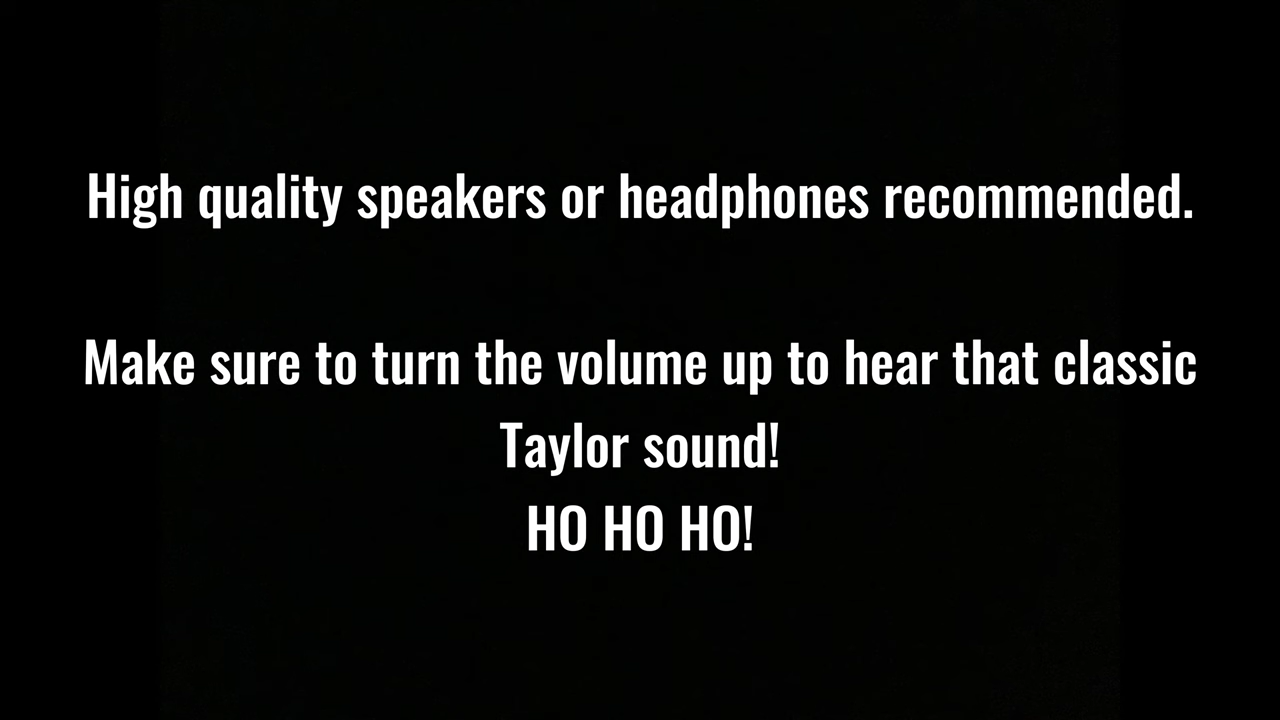 High quality speakers or headphones recommended.
Make sure to turn the volume up to hear that classic
Taylor sound!
HO HO HO!